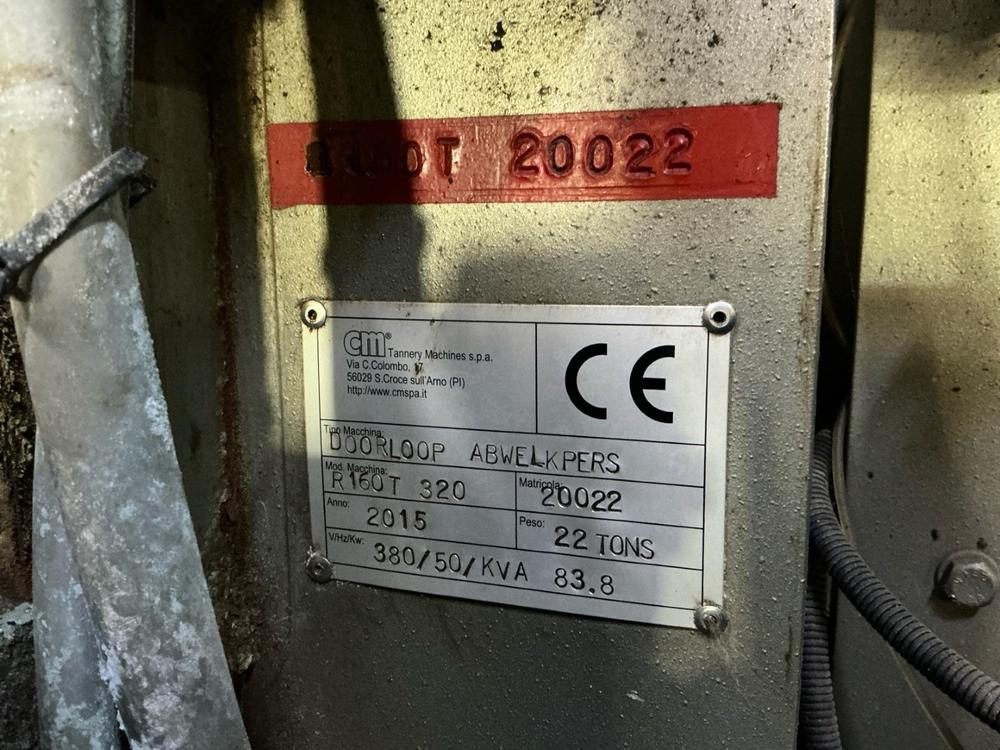 R160T 20022
cm® Tannery Machines s.p.a.
Via C.Colombo, 17
56029 S.Croce sull'Arno (PI)
http://www.cmspa.it
CE
Tipo Macchina:
DOORLOOP ABWELKPERS
Mod. Macchina:
R160T 320
Matricola:
20022
Anno:
2015
Peso:
22 TONS
V/Hz/Kw:
380/50/KVA 83.8